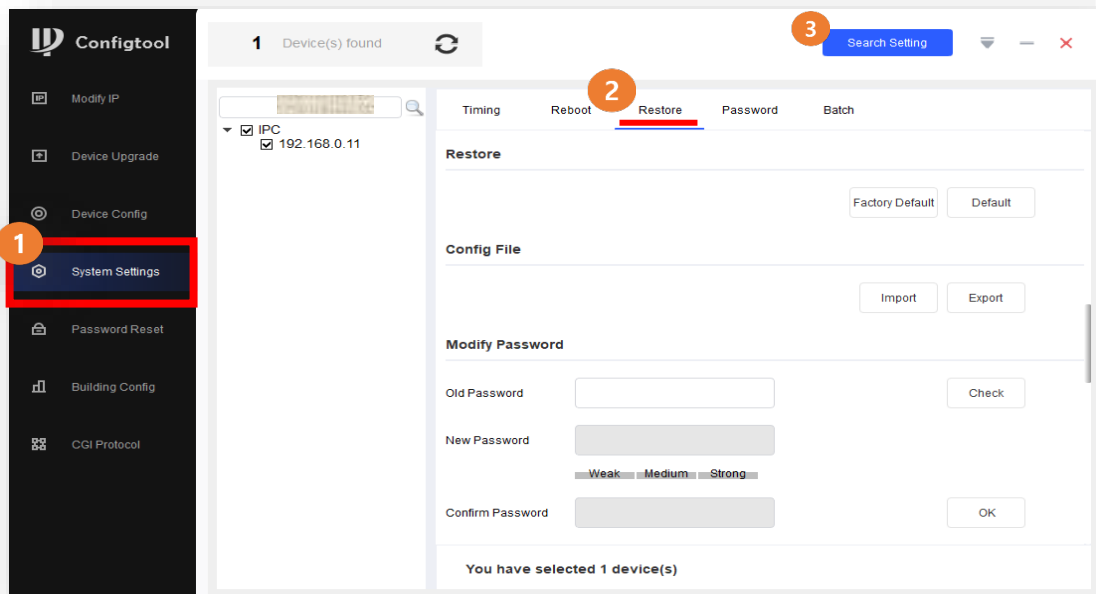 Configtool
1 Device(s) found
3
Search Setting
Modify IP
Device Upgrade
Device Config
1
System Settings
Password Reset
Building Config
CGI Protocol
IPC
192.168.0.11
2
Timing Reboot Restore Password Batch
Restore
Factory Default Default
Config File
Import Export
Modify Password
Old Password Check
New Password
Weak Medium Strong
Confirm Password OK
You have selected 1 device(s)